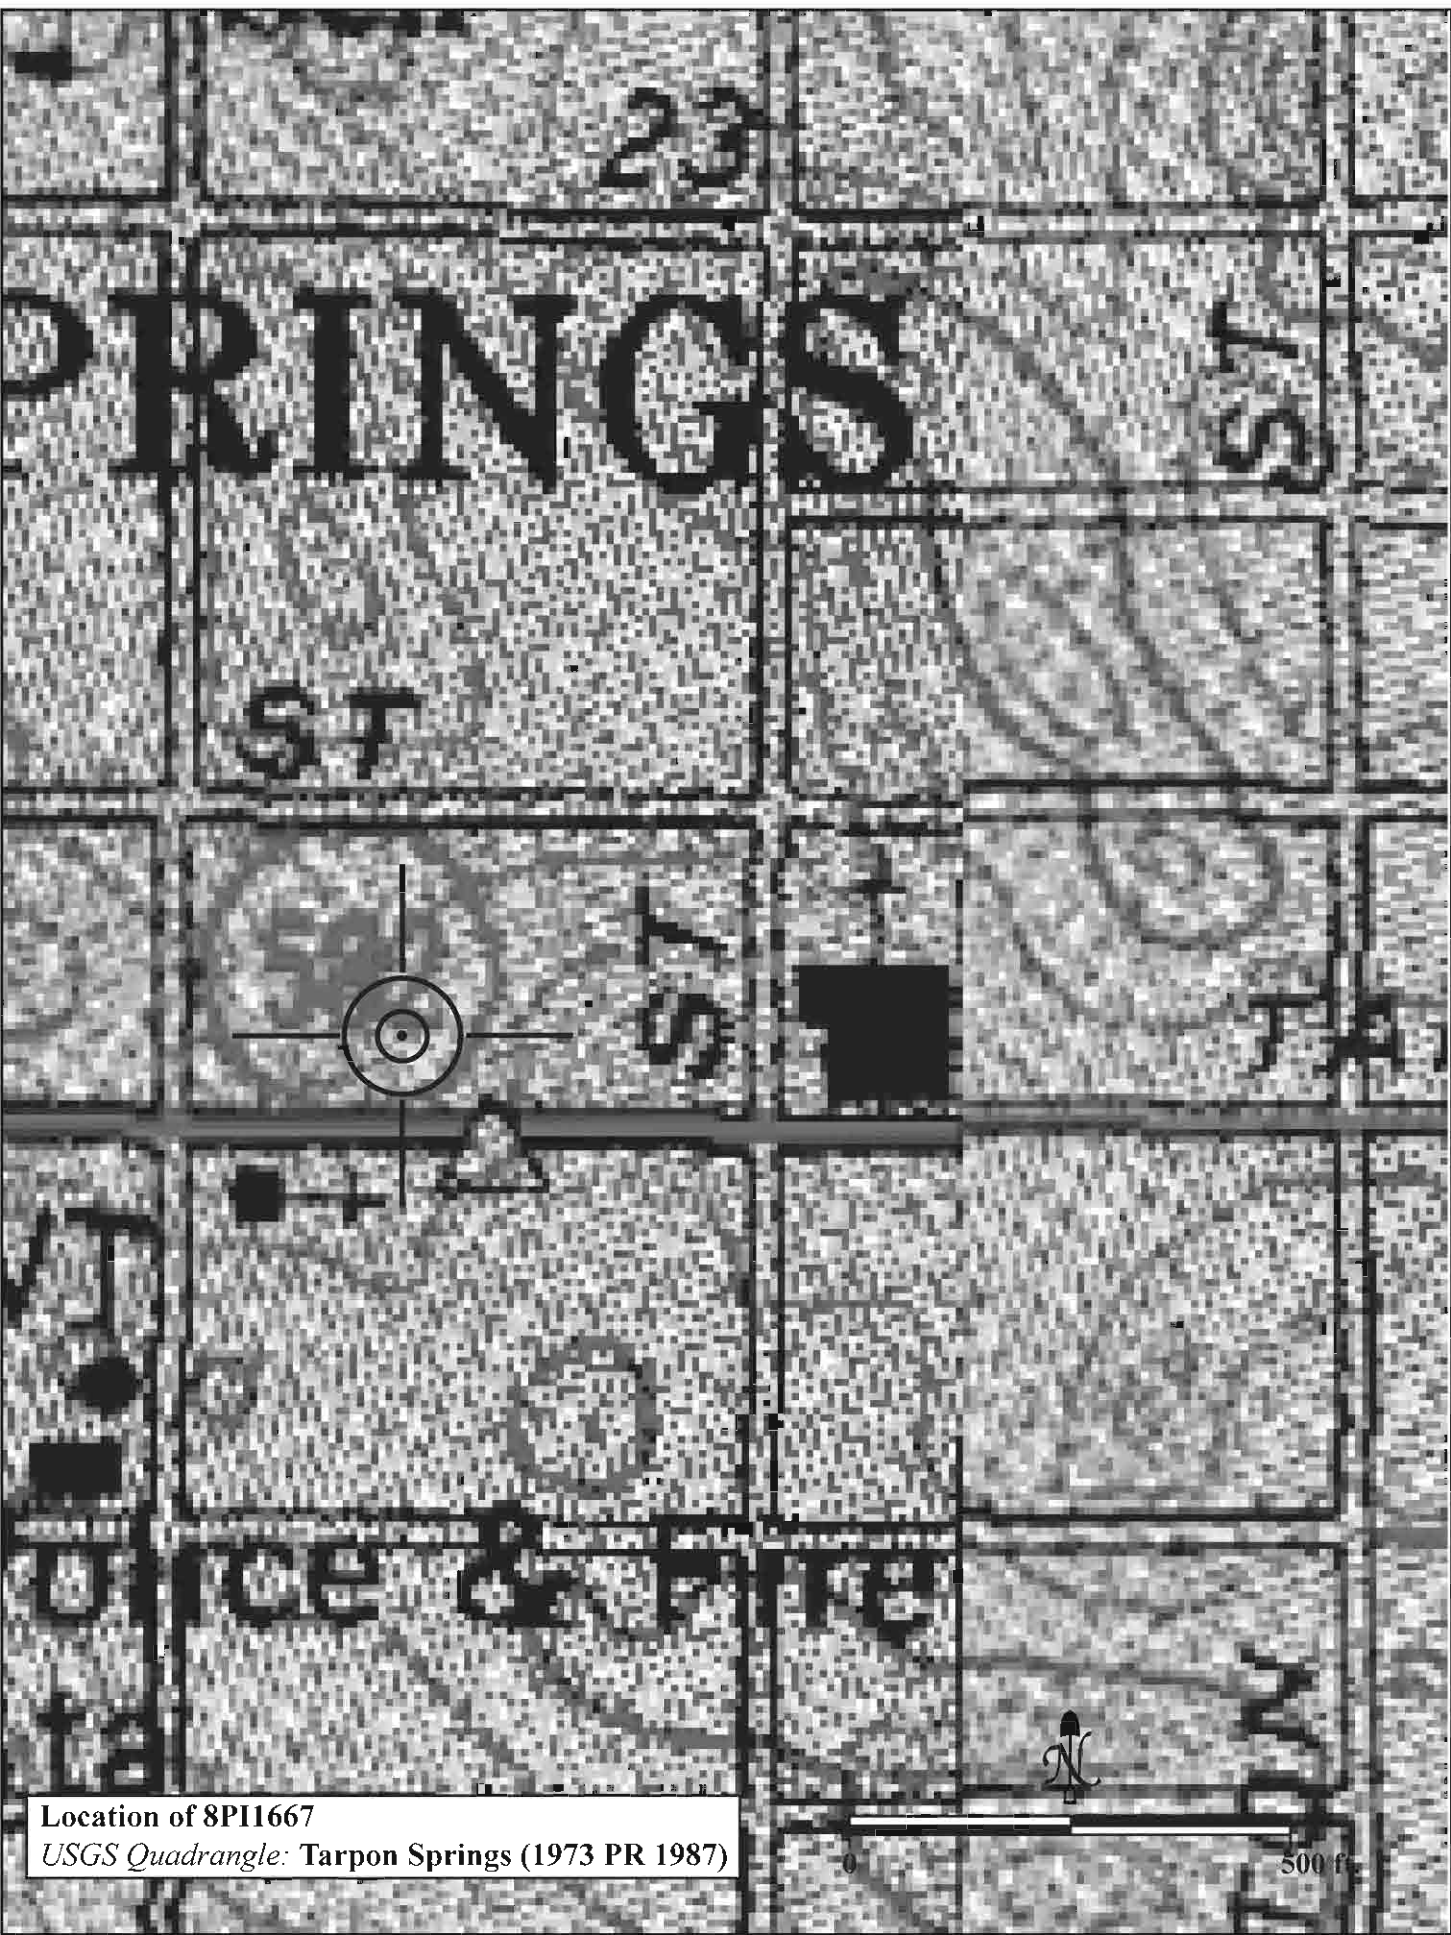 23
PRINGS
ST
ST
ST
olice & Fire
ta
Location of 8PI1667
USGS Quadrangle: Tarpon Springs (1973 PR 1987)
N
0 500 ft.